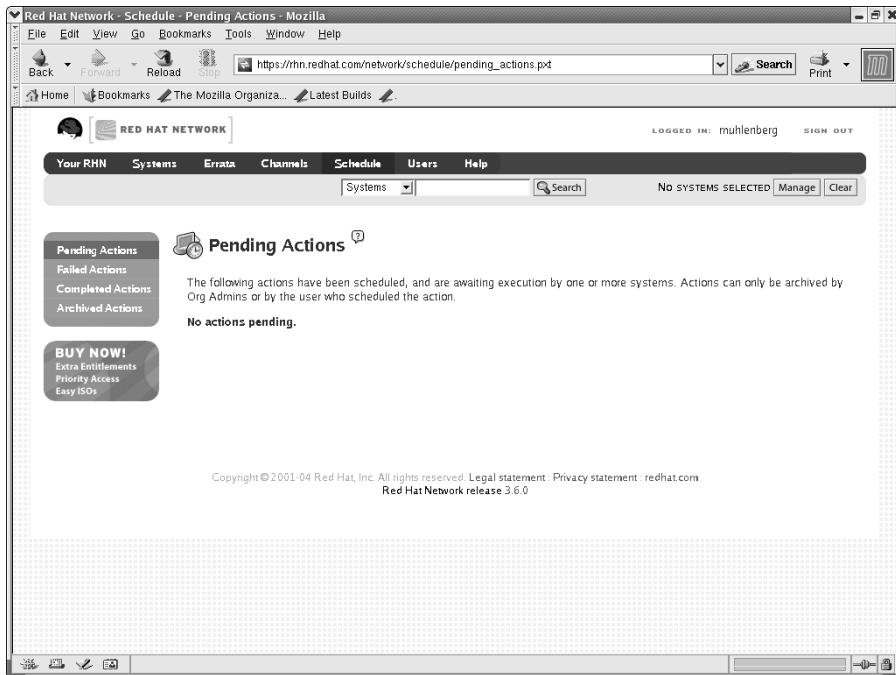 Red Hat Network - Schedule - Pending Actions - Mozilla
File Edit View Go Bookmarks Tools Window Help
Back Forward Reload Stop https://rhn.redhat.com/network/schedule/pending_actions.pxt Search Print
Home Bookmarks The Mozilla Organiza... Latest Builds
RED HAT NETWORK LOGGED IN: muhlenberg SIGN OUT
Your RHN Systems Errata Channels Schedule Users Help
Systems Search NO SYSTEMS SELECTED Manage Clear
Pending Actions
Failed Actions
Completed Actions
Archived Actions
BUY NOW!
Extra Entitlements
Priority Access
Easy ISOs
Pending Actions ?
The following actions have been scheduled, and are awaiting execution by one or more systems. Actions can only be archived by
Org Admins or by the user who scheduled the action.
No actions pending.
Copyright © 2001-04 Red Hat, Inc. All rights reserved. Legal statement : Privacy statement : redhat.com
Red Hat Network release 3.6.0